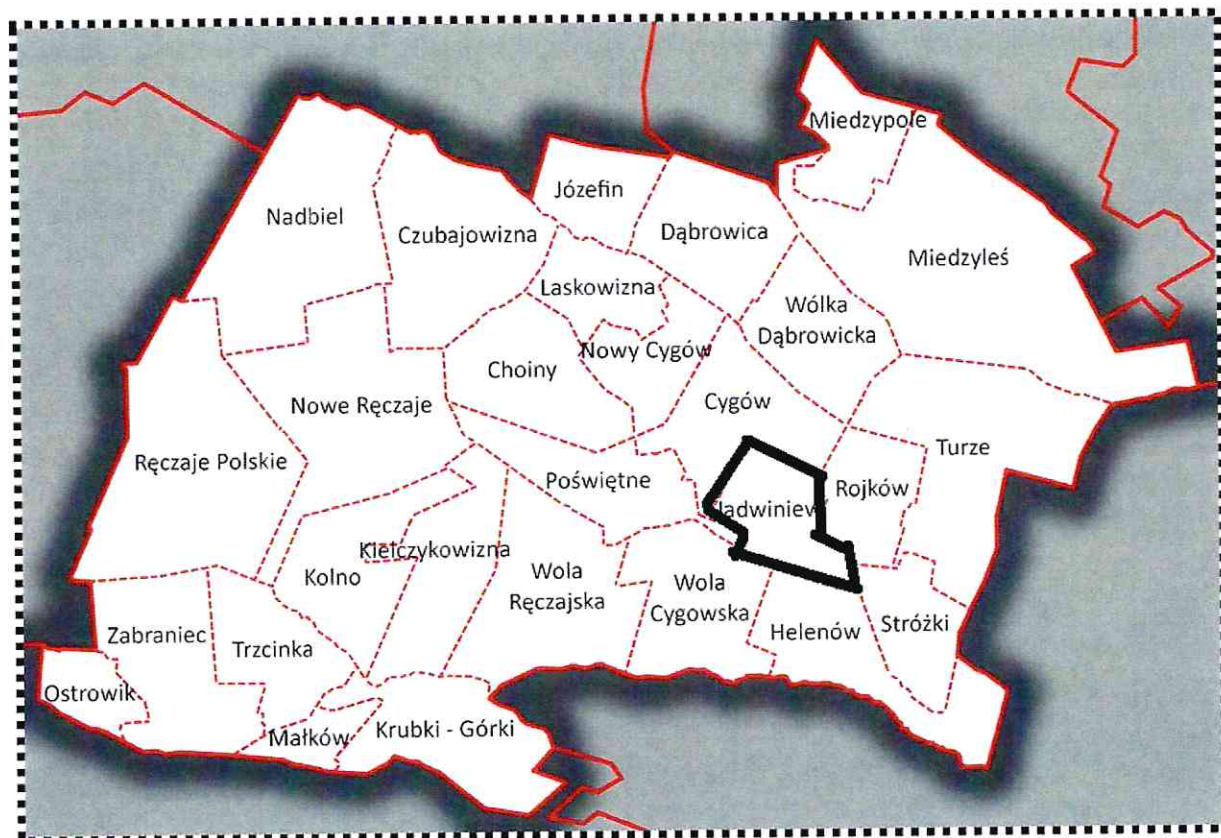 Miedzypole
Józefin
Nadbiel
Czubajowizna
Dąbrowica
Miedzyleś
Laskowizna
Wólka
Dąbrowicka
Nowy Cygów
Choiny
Nowe Ręczaje
Cygów
Turze
Ręczaje Polskie
Poświętne
Rojków
Kielczykowizna
Kolno
Wola
Ręczajska
Wola
Cygowska
Zabraniec
Trzcinka
Helenów
Stróżki
Ostrowik
Małków
Krubki - Górki